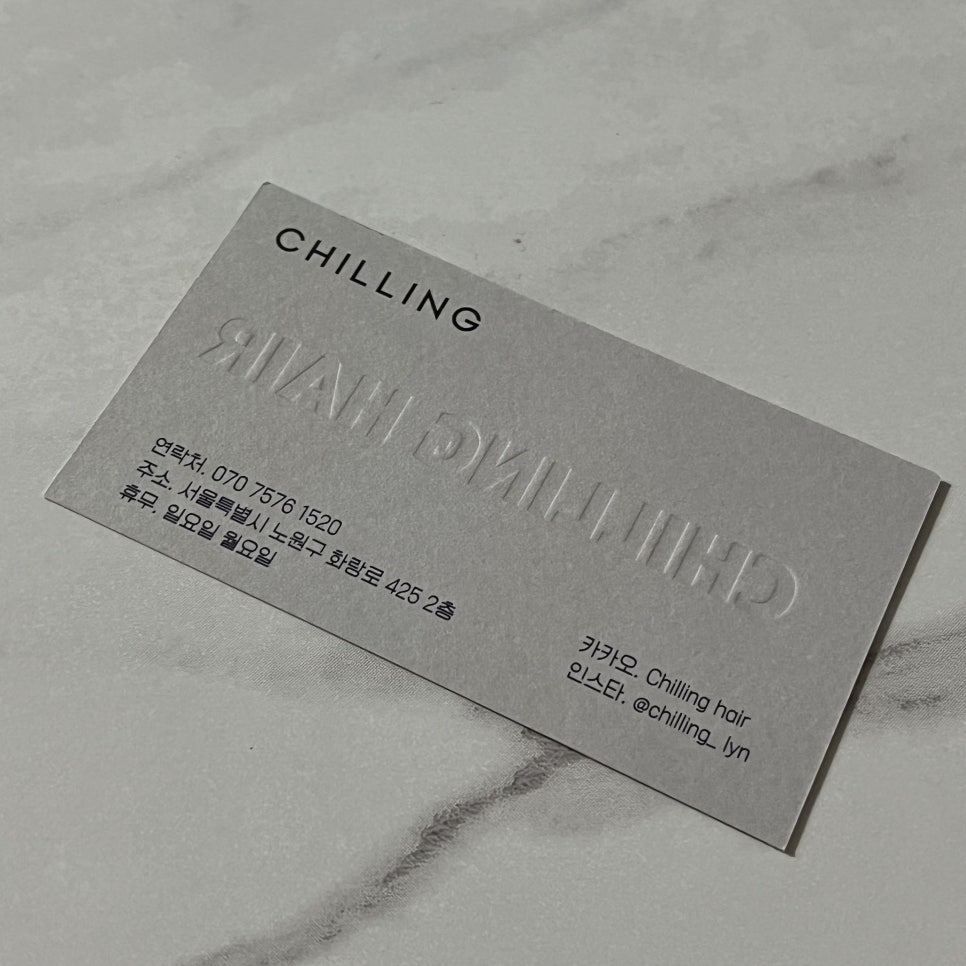 CHILLING
CHILLING HAIR
연락처. 070 7576 1520
주소. 서울특별시 노원구 화랑로 425 2층
휴무. 일요일 월요일
카카오. Chilling hair
인스타. @chilling_ lyn